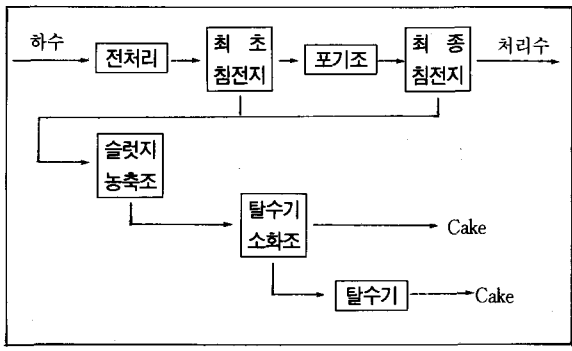 하수
전처리
최 초
침전지
포기조
최 종
침전지
처리수
슬럿지
농축조
탈수기
소화조
Cake
탈수기
Cake